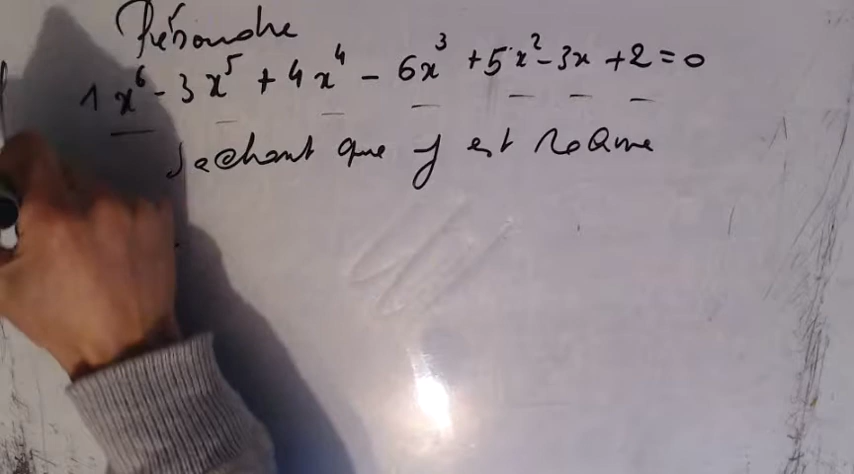 Résoudre
1x⁶ - 3x⁵ + 4x⁴ - 6x³ + 5x² - 3x + 2 = 0
sachant que j est racine